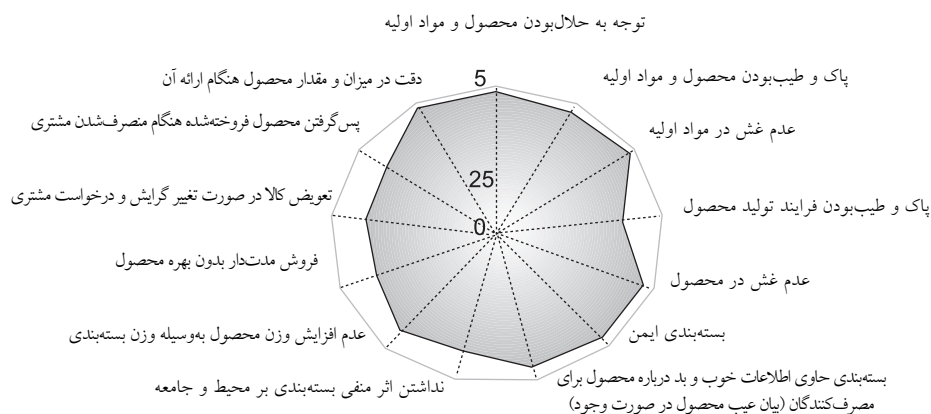 توجه به حلال‌بودن محصول و مواد اولیه
پاک و طیب‌بودن محصول و مواد اولیه
عدم غش در مواد اولیه
پاک و طیب‌بودن فرایند تولید محصول
عدم غش در محصول
بسته‌بندی ایمن
بسته‌بندی حاوی اطلاعات خوب و بد درباره محصول برای
مصرف‌کنندگان (بیان عیب محصول در صورت وجود)
نداشتن اثر منفی بسته‌بندی بر محیط و جامعه
عدم افزایش وزن محصول به‌وسیله وزن بسته‌بندی
فروش مدت‌دار بدون بهره محصول
تعویض کالا در صورت تغییر گرایش و درخواست مشتری
پس‌گرفتن محصول فروخته‌شده هنگام منصرف‌شدن مشتری
دقت در میزان و مقدار محصول هنگام ارائه آن
5
25
0